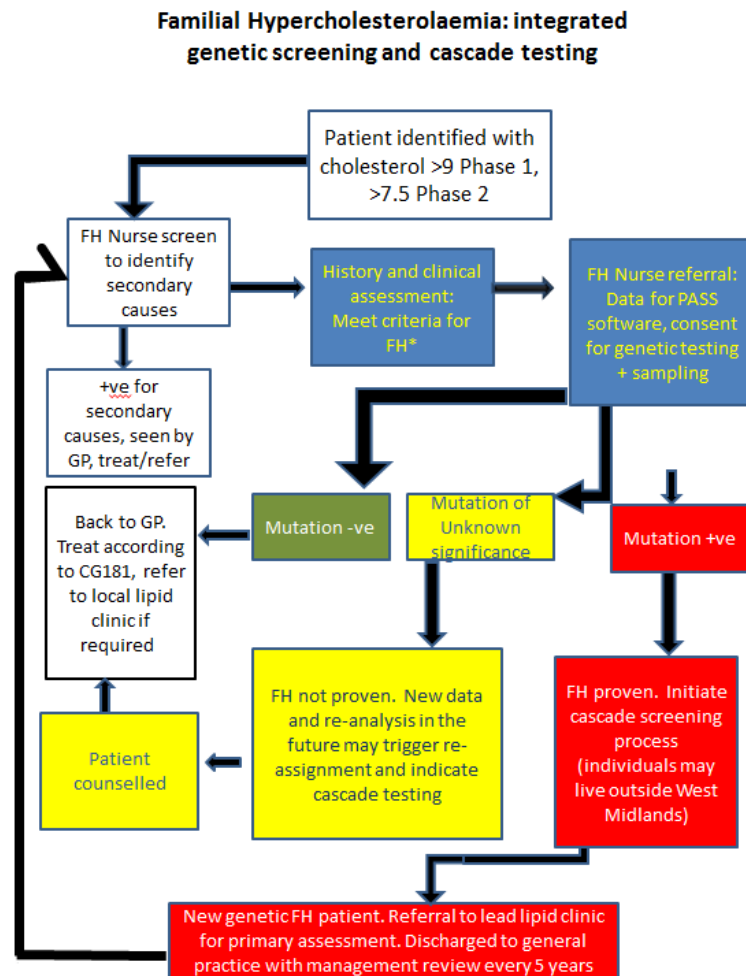 Familial Hypercholesterolaemia: integrated
genetic screening and cascade testing
Patient identified with
cholesterol >9 Phase 1,
>7.5 Phase 2
FH Nurse screen
to identify
secondary
causes
History and clinical
assessment:
Meet criteria for
FH*
FH Nurse referral:
Data for PASS
software, consent
for genetic testing
+ sampling
+ve for
secondary
causes, seen by
GP, treat/refer
Back to GP.
Treat according
to CG181, refer
to local lipid
clinic if
required
Mutation -ve
Mutation of
Unknown
significance
Mutation +ve
Patient
counselled
FH not proven. New data
and re-analysis in the
future may trigger re-
assignment and indicate
cascade testing
FH proven. Initiate
cascade screening
process
(individuals may
live outside West
Midlands)
New genetic FH patient. Referral to lead lipid clinic
for primary assessment. Discharged to general
practice with management review every 5 years